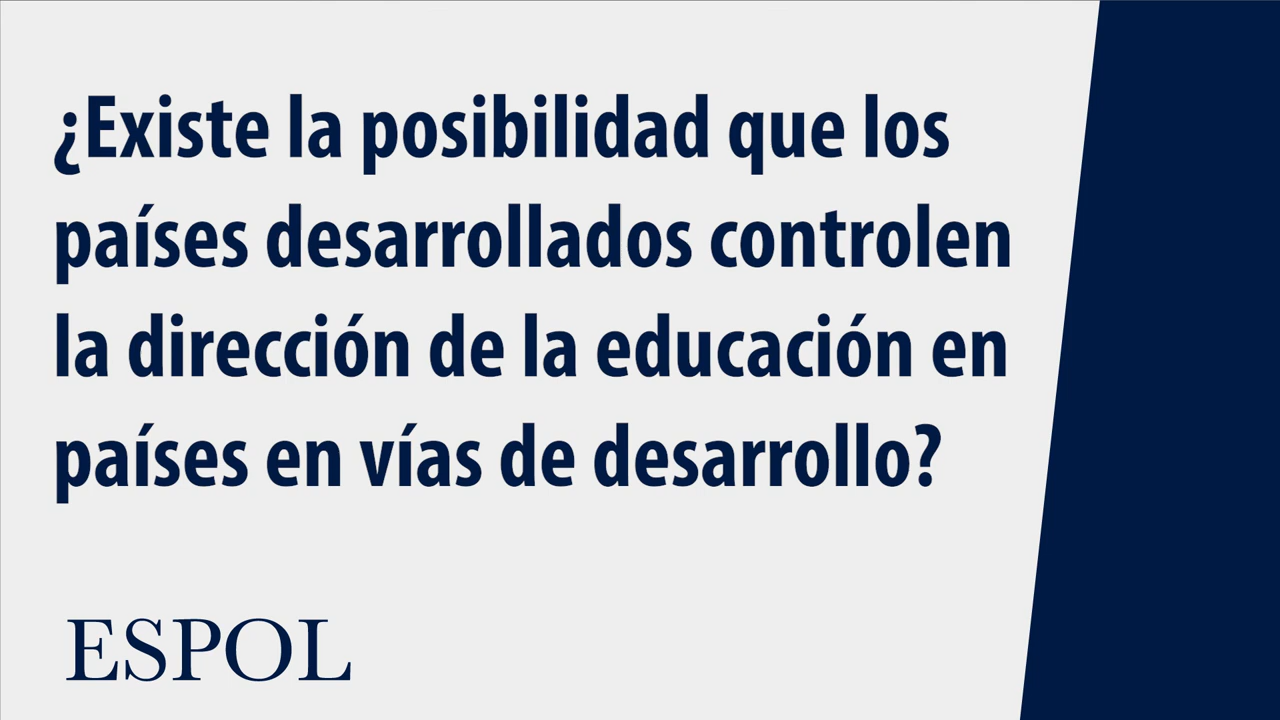 ¿Existe la posibilidad que los
países desarrollados controlen
la dirección de la educación en
países en vías de desarrollo?
ESPOL